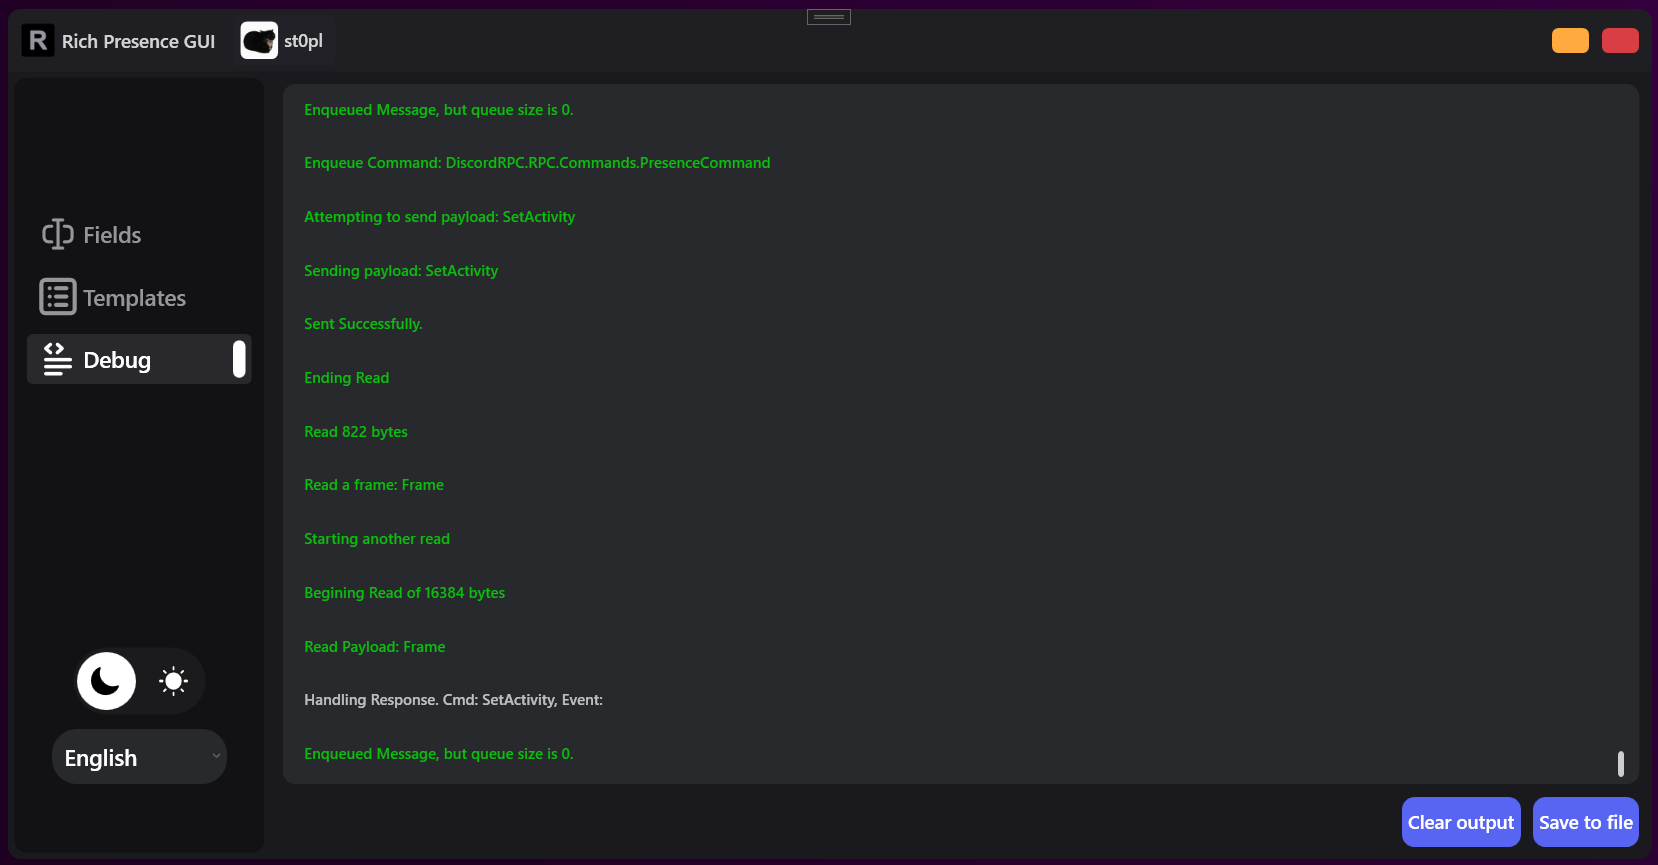 R Rich Presence GUI st0pl
Fields
Templates
Debug
English
Enqueued Message, but queue size is 0.
Enqueue Command: DiscordRPC.RPC.Commands.PresenceCommand
Attempting to send payload: SetActivity
Sending payload: SetActivity
Sent Successfully.
Ending Read
Read 822 bytes
Read a frame: Frame
Starting another read
Begining Read of 16384 bytes
Read Payload: Frame
Handling Response. Cmd: SetActivity, Event:
Enqueued Message, but queue size is 0.
Clear output
Save to file